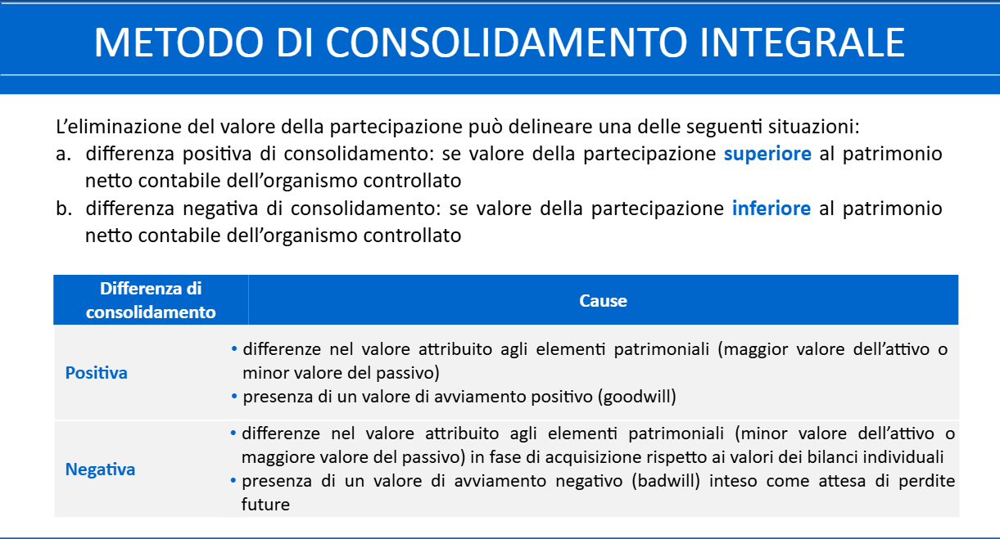 METODO DI CONSOLIDAMENTO INTEGRALE
L’eliminazione del valore della partecipazione può delineare una delle seguenti situazioni:
a. differenza positiva di consolidamento: se valore della partecipazione superiore al patrimonio
netto contabile dell’organismo controllato
b. differenza negativa di consolidamento: se valore della partecipazione inferiore al patrimonio
netto contabile dell’organismo controllato
Differenza di
consolidamento
Cause
Positiva
• differenze nel valore attribuito agli elementi patrimoniali (maggior valore dell’attivo o
minor valore del passivo)
• presenza di un valore di avviamento positivo (goodwill)
Negativa
• differenze nel valore attribuito agli elementi patrimoniali (minor valore dell’attivo o
maggiore valore del passivo) in fase di acquisizione rispetto ai valori dei bilanci individuali
• presenza di un valore di avviamento negativo (badwill) inteso come attesa di perdite
future